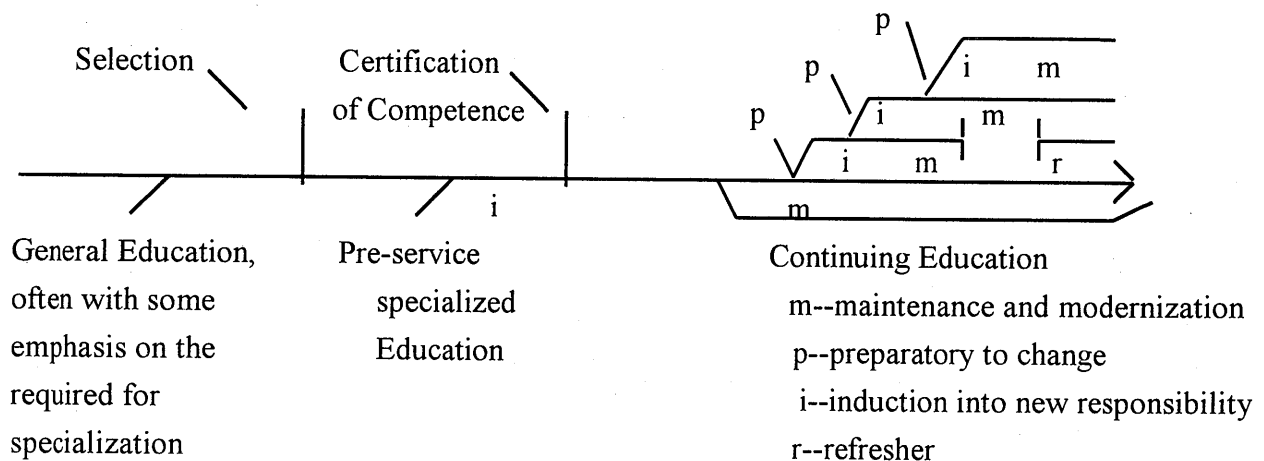 p
i m
Selection
Certification
of Competence
p
i m
p
i m r
i
m
General Education,
often with some
emphasis on the
required for
specialization
Pre-service
specialized
Education
Continuing Education
m--maintenance and modernization
p--preparatory to change
i--induction into new responsibility
r--refresher